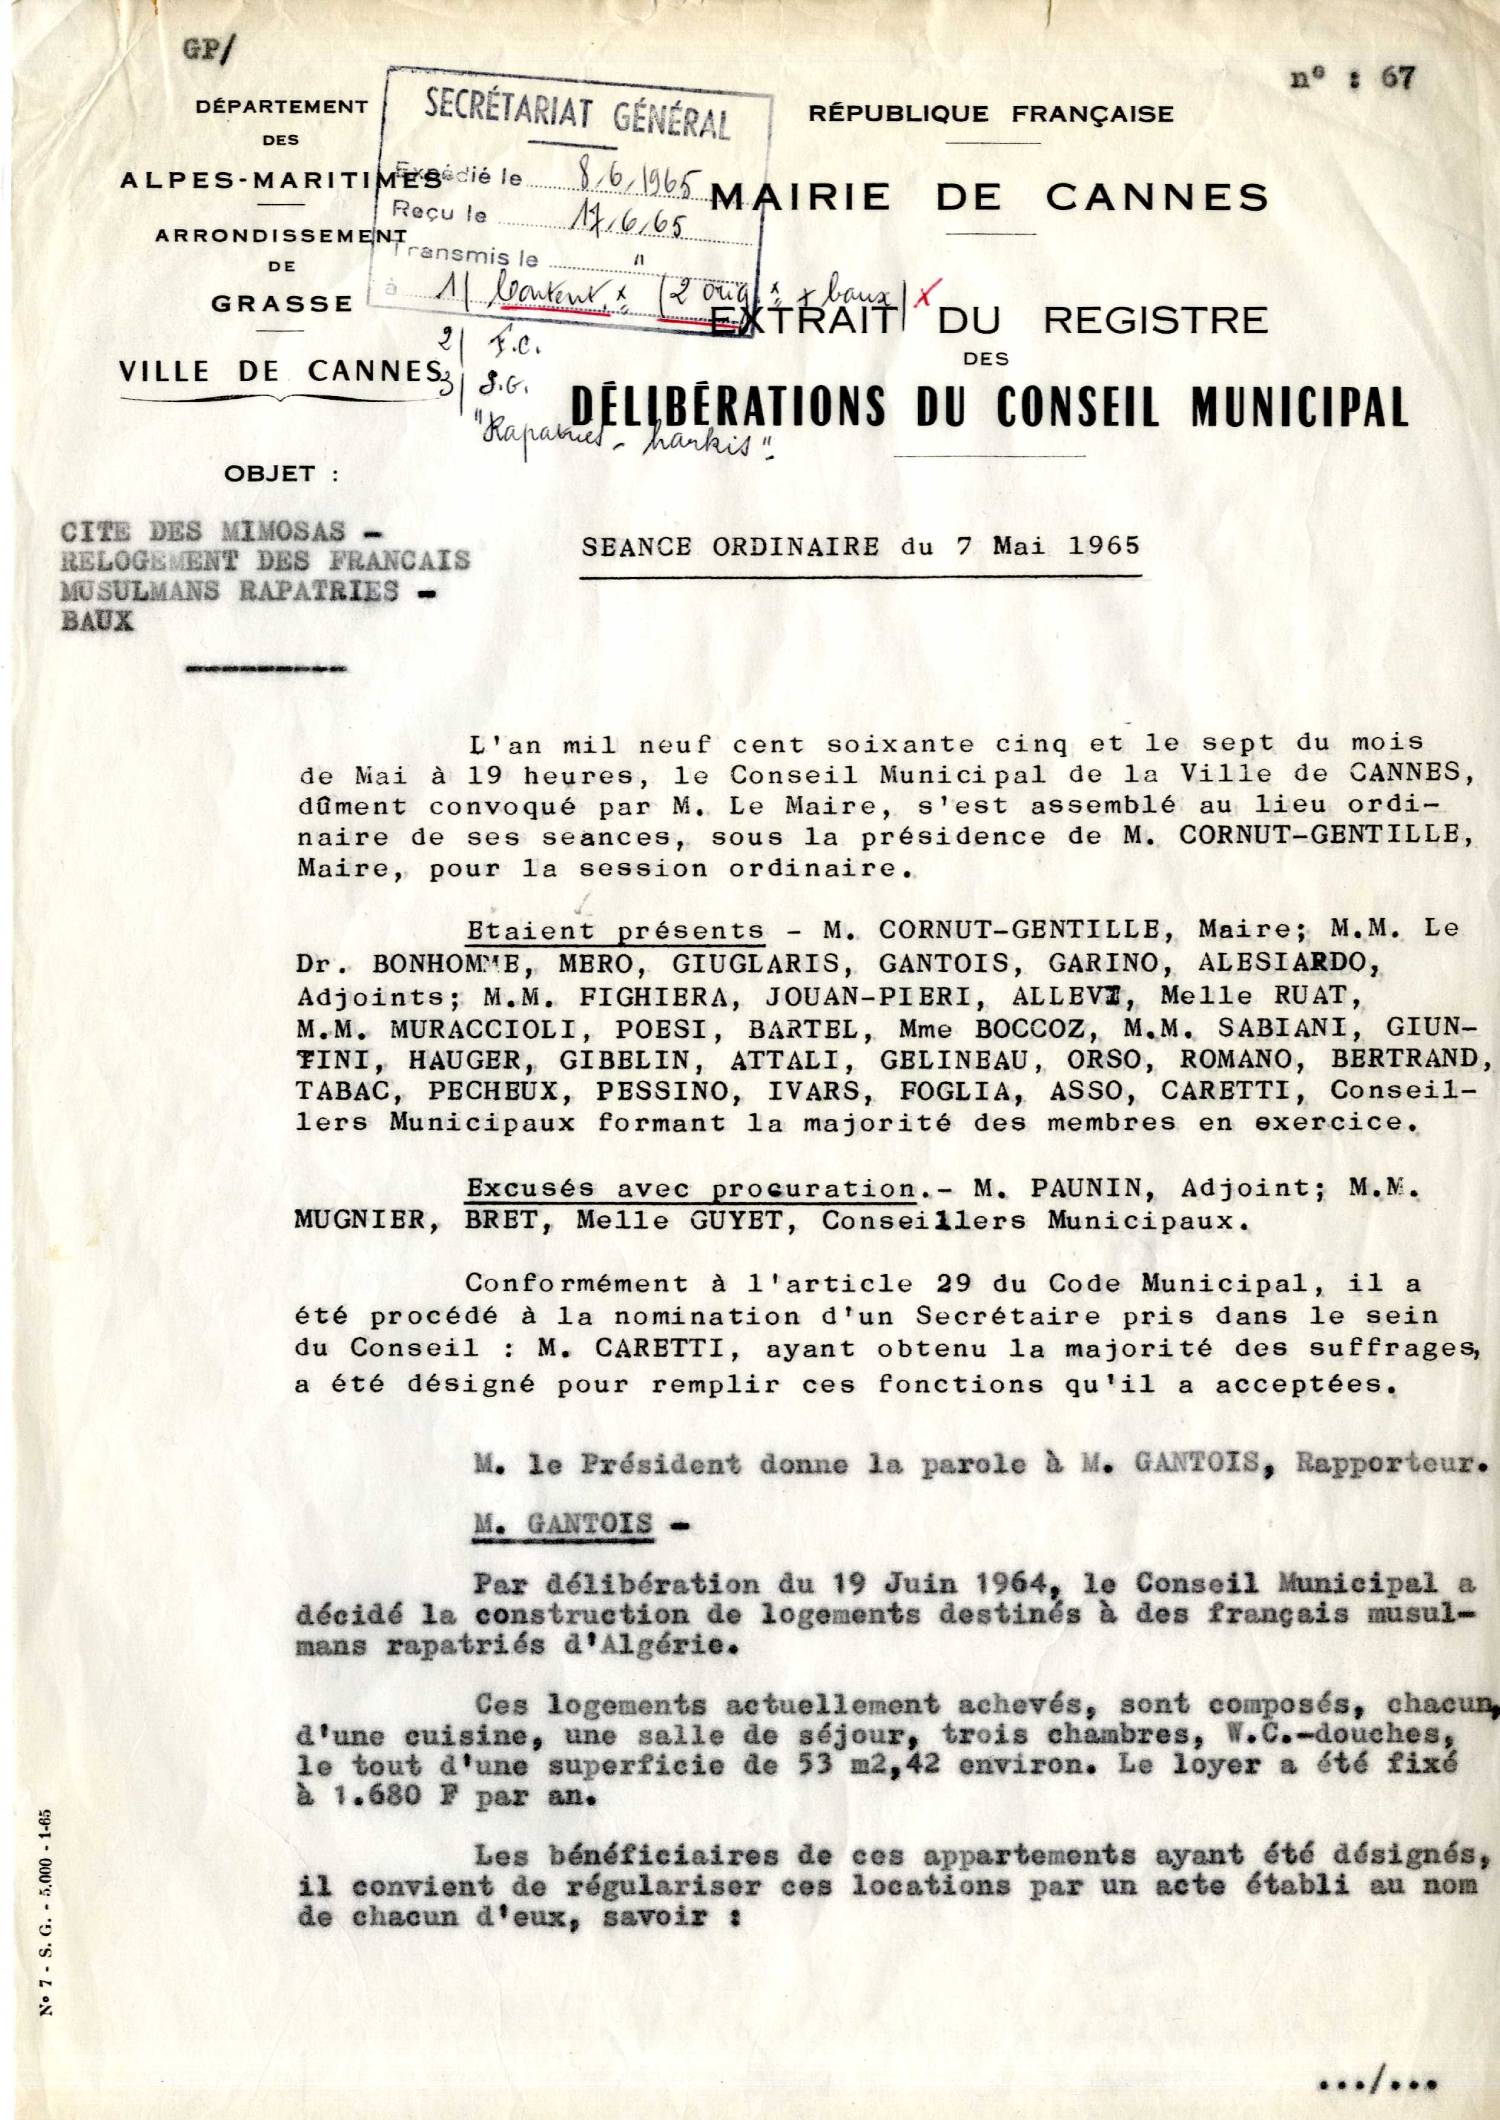 GP/
n° : 67
DÉPARTEMENT
DES
ALPES-MARITIMES
ARRONDISSEMENT
DE
GRASSE
VILLE DE CANNES
SECRÉTARIAT GÉNÉRAL
Expédié le 8/6/1965
Reçu le 17/6/65
Transmis le "
à 1/ Content. x (2 orig. x + baux) x
2/ F.C.
3/ S.G.
"Rapatriés - harkis"
RÉPUBLIQUE FRANÇAISE
MAIRIE DE CANNES
EXTRAIT DU REGISTRE
DES
DÉLIBÉRATIONS DU CONSEIL MUNICIPAL
OBJET :
CITE DES MIMOSAS -
RELOGEMENT DES FRANCAIS
MUSULMANS RAPATRIES -
BAUX
SEANCE ORDINAIRE du 7 Mai 1965
L'an mil neuf cent soixante cinq et le sept du mois
de Mai à 19 heures, le Conseil Municipal de la Ville de CANNES,
dûment convoqué par M. Le Maire, s'est assemblé au lieu ordi-
naire de ses seances, sous la présidence de M. CORNUT-GENTILLE,
Maire, pour la session ordinaire.
Etaient présents - M. CORNUT-GENTILLE, Maire; M.M. Le
Dr. BONHOMME, MERO, GIUGLARIS, GANTOIS, GARINO, ALESIARDO,
Adjoints; M.M. FIGHIERA, JOUAN-PIERI, ALLEVI, Melle RUAT,
M.M. MURACCIOLI, POESI, BARTEL, Mme BOCCOZ, M.M. SABIANI, GIUN-
TINI, HAUGER, GIBELIN, ATTALI, GELINEAU, ORSO, ROMANO, BERTRAND,
TABAC, PECHEUX, PESSINO, IVARS, FOGLIA, ASSO, CARETTI, Conseil-
lers Municipaux formant la majorité des membres en exercice.
Excusés avec procuration.- M. PAUNIN, Adjoint; M.M.
MUGNIER, BRET, Melle GUYET, Conseillers Municipaux.
Conformément à l'article 29 du Code Municipal, il a
été procédé à la nomination d'un Secrétaire pris dans le sein
du Conseil : M. CARETTI, ayant obtenu la majorité des suffrages,
a été désigné pour remplir ces fonctions qu'il a acceptées.
M. le Président donne la parole à M. GANTOIS, Rapporteur.
M. GANTOIS -
Par délibération du 19 Juin 1964, le Conseil Municipal a
décidé la construction de logements destinés à des français musul-
mans rapatriés d'Algérie.
Ces logements actuellement achevés, sont composés, chacun,
d'une cuisine, une salle de séjour, trois chambres, W.C.-douches,
le tout d'une superficie de 53 m2,42 environ. Le loyer a été fixé
à 1.680 F par an.
Les bénéficiaires de ces appartements ayant été désignés,
il convient de régulariser ces locations par un acte établi au nom
de chacun d'eux, savoir :
N° 7 - S. G. - 5.000 - 1-65
.../...